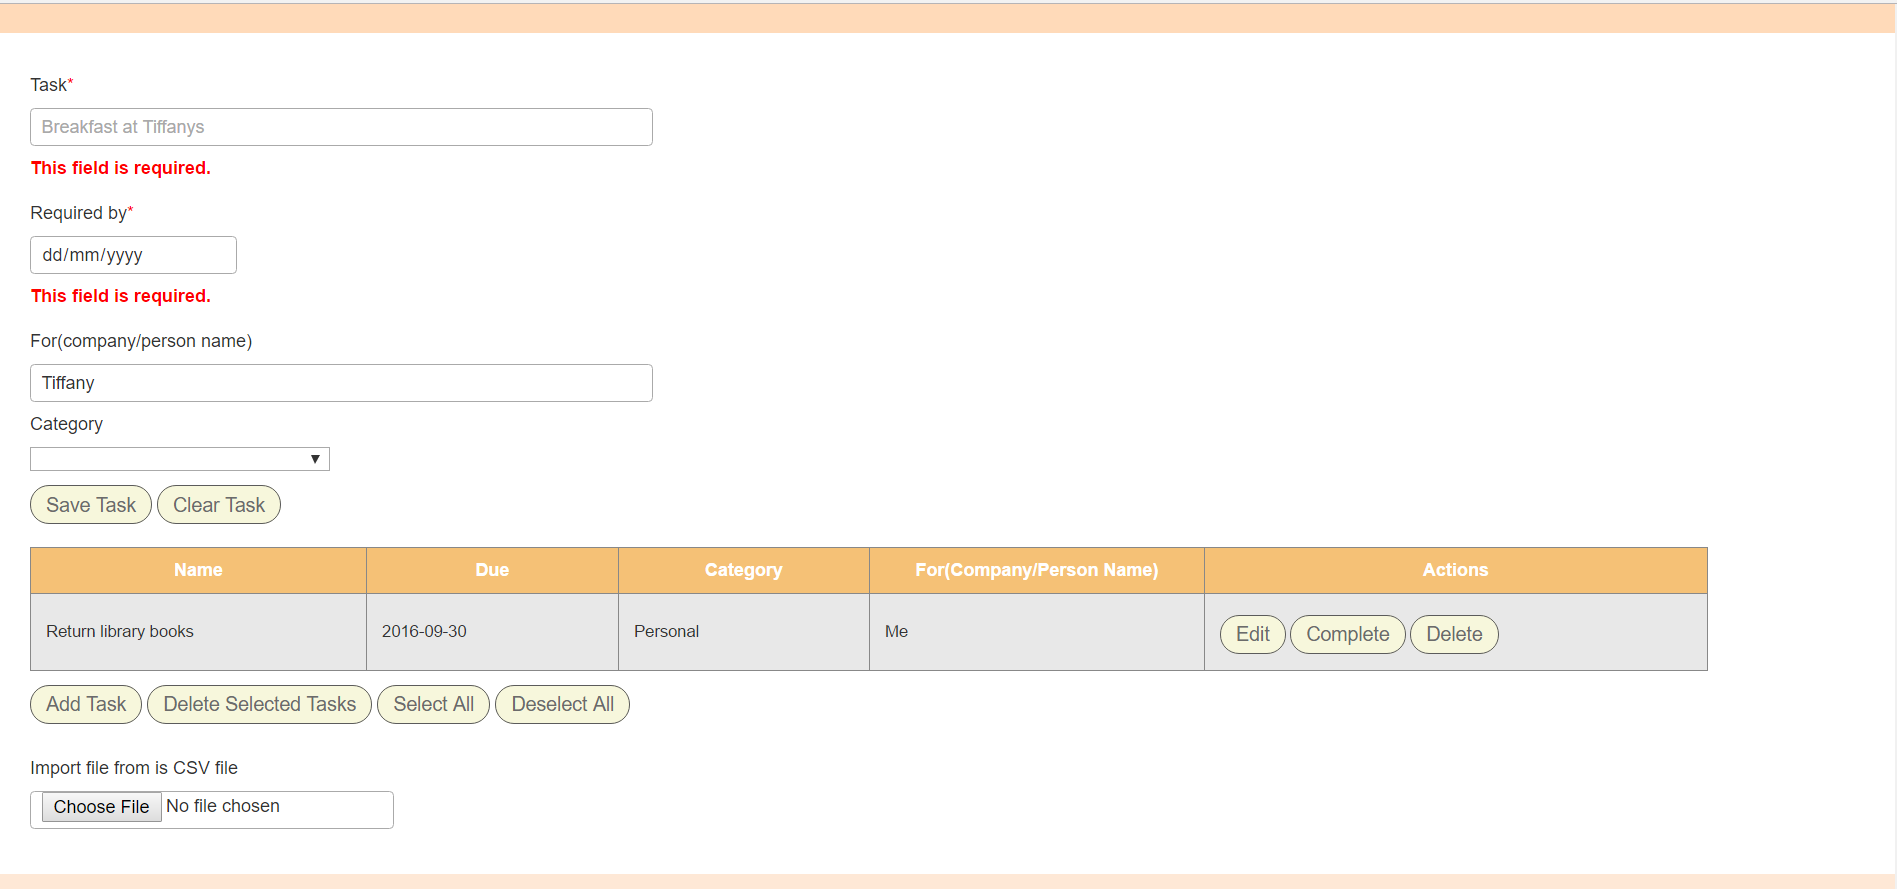 Task*
Breakfast at Tiffanys
This field is required.
Required by*
dd/mm/yyyy
This field is required.
For(company/person name)
Tiffany
Category
Save Task Clear Task
Name Due Category For(Company/Person Name) Actions
Return library books 2016-09-30 Personal Me Edit Complete Delete
Add Task Delete Selected Tasks Select All Deselect All
Import file from is CSV file
Choose File No file chosen